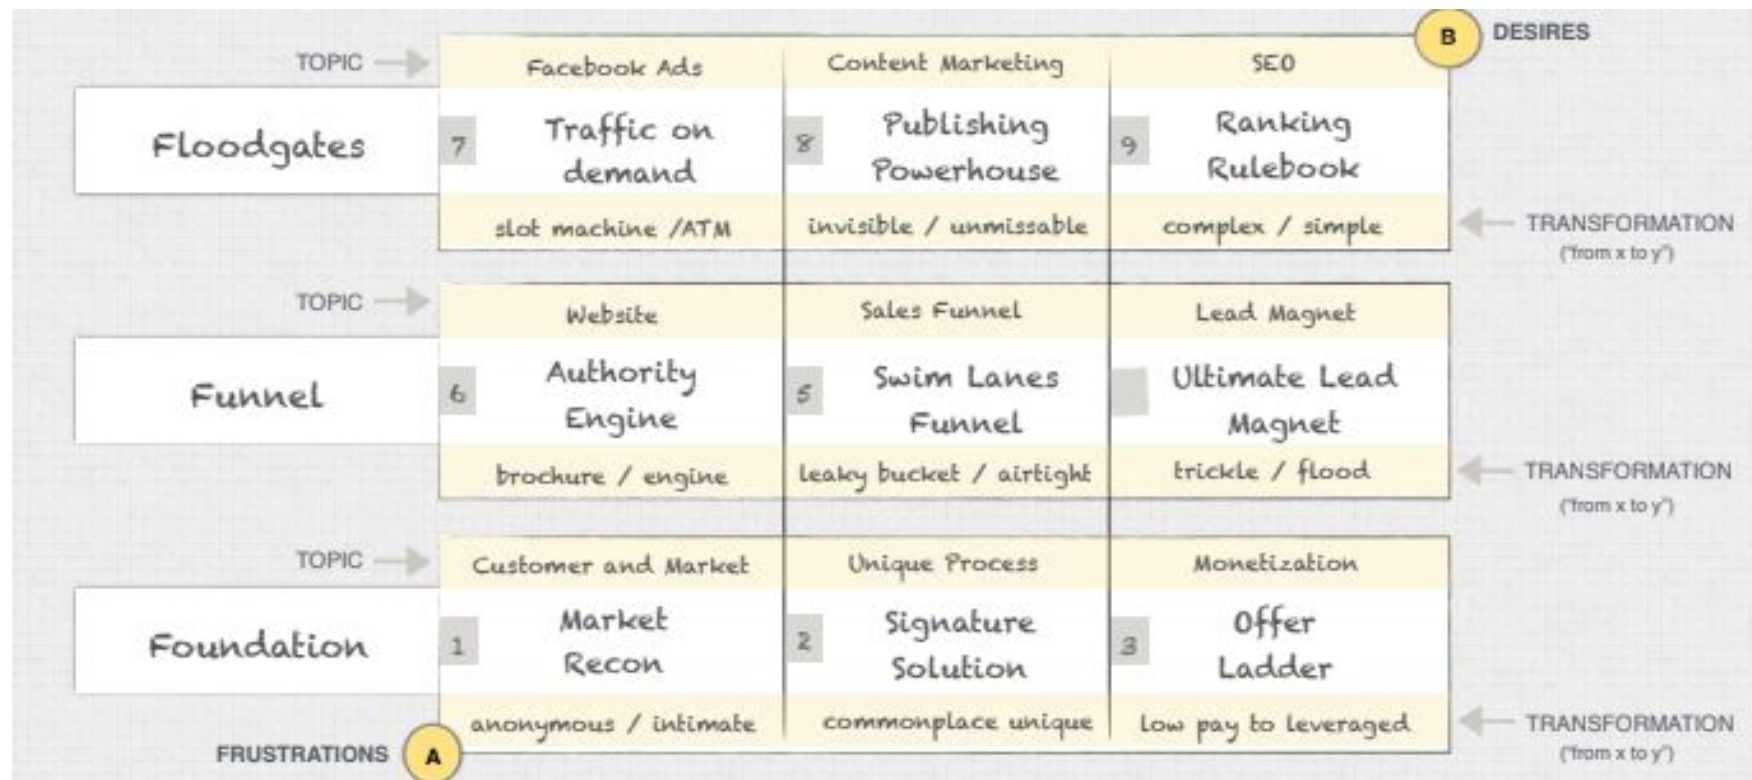 B DESIRES
TOPIC Facebook Ads Content Marketing SEO
Floodgates
7 Traffic on demand
8 Publishing Powerhouse
9 Ranking Rulebook
slot machine /ATM invisible / unmissable complex / simple
TRANSFORMATION
("from x to y")
TOPIC Website Sales Funnel Lead Magnet
Funnel
6 Authority Engine
5 Swim Lanes Funnel
Ultimate Lead Magnet
brochure / engine leaky bucket / airtight trickle / flood
TRANSFORMATION
("from x to y")
TOPIC Customer and Market Unique Process Monetization
Foundation
1 Market Recon
2 Signature Solution
3 Offer Ladder
anonymous / intimate commonplace unique low pay to leveraged
TRANSFORMATION
("from x to y")
FRUSTRATIONS A